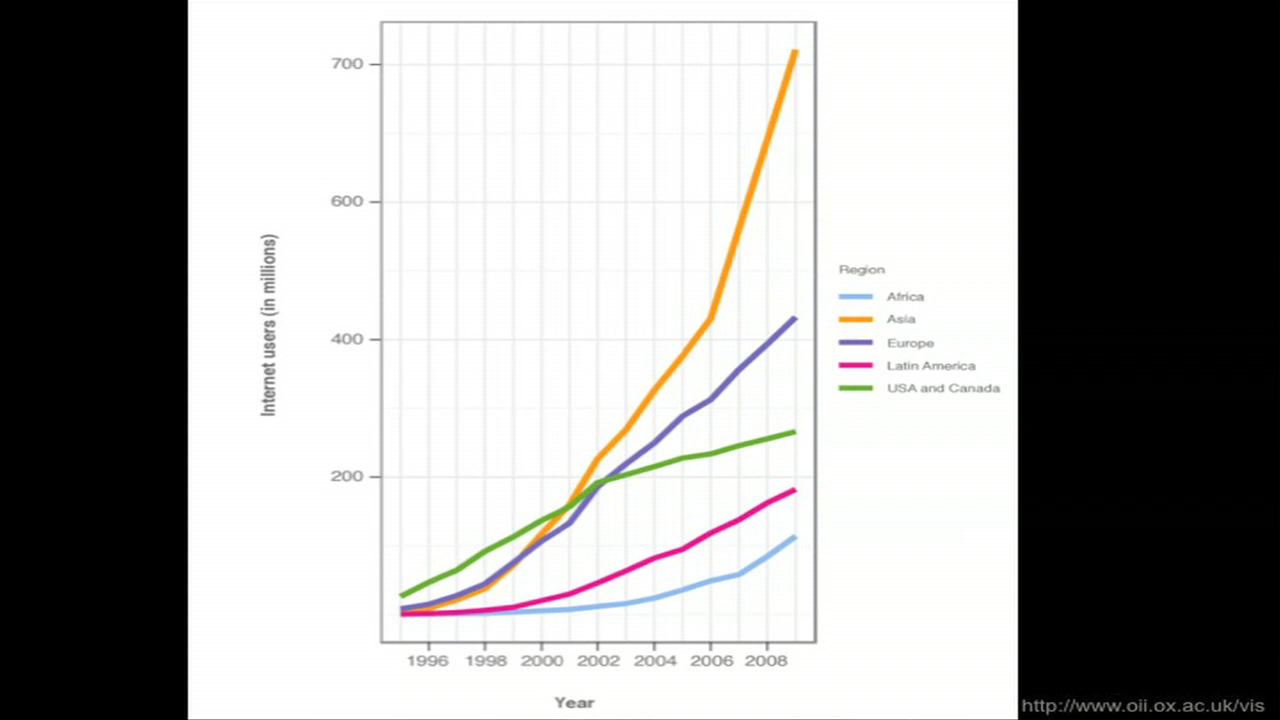 700
600
400
200
Internet users (in millions)
1996 1998 2000 2002 2004 2006 2008
Year
Region
Africa
Asia
Europe
Latin America
USA and Canada
http://www.oii.ox.ac.uk/vis